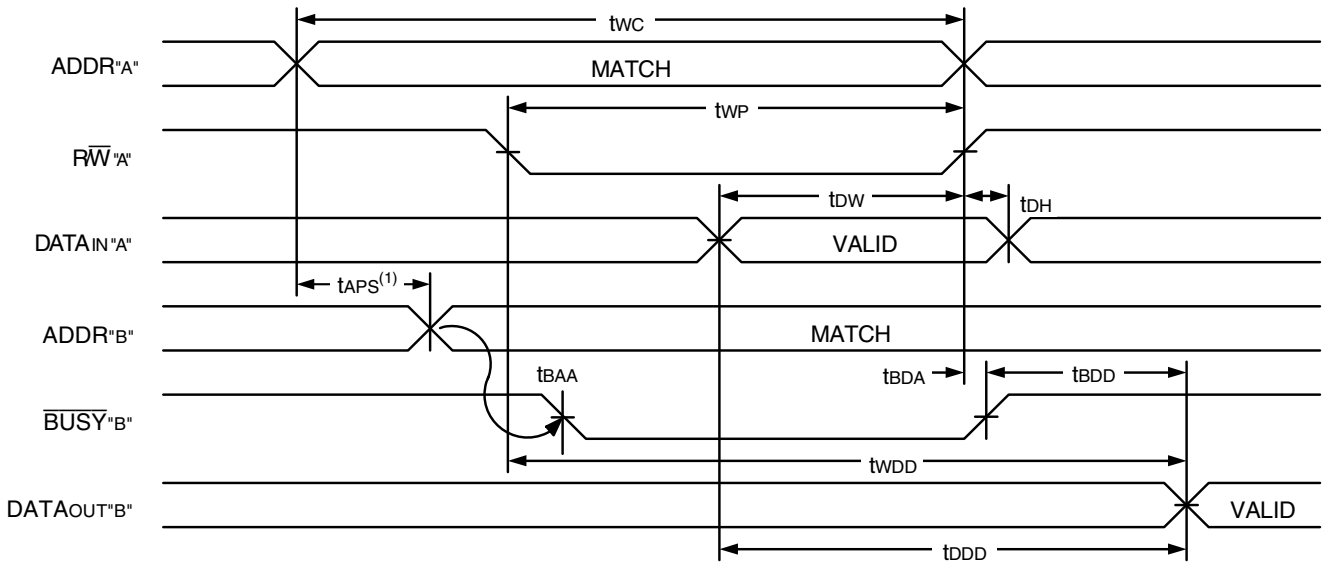 tWC
ADDR"A"
MATCH
tWP
R/W̅"A"
tDW
tDH
DATAIN"A"
VALID
tAPS(1)
ADDR"B"
MATCH
tBAA
tBDA
tBDD
BUSY"B"
tWDD
DATAOUT"B"
VALID
tDDD